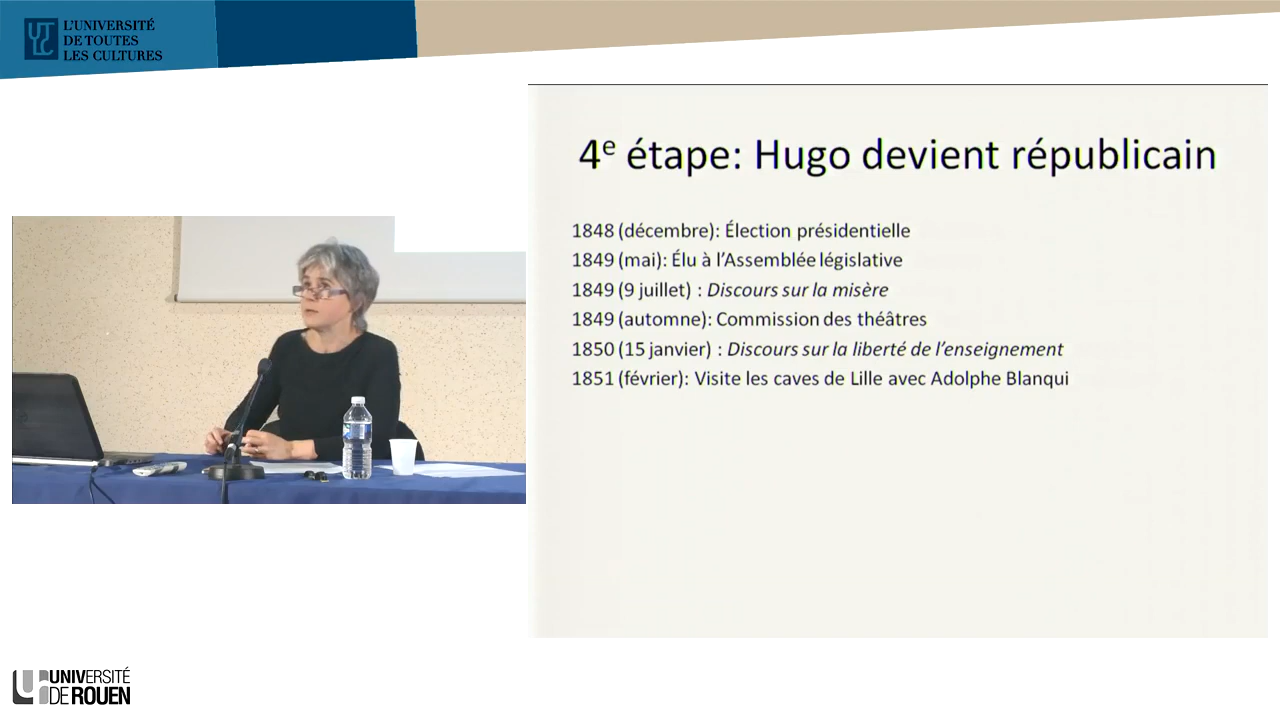 L'UNIVERSITÉ
DE TOUTES
LES CULTURES
4e étape: Hugo devient républicain
1848 (décembre): Élection présidentielle
1849 (mai): Élu à l'Assemblée législative
1849 (9 juillet) : Discours sur la misère
1849 (automne): Commission des théâtres
1850 (15 janvier) : Discours sur la liberté de l'enseignement
1851 (février): Visite les caves de Lille avec Adolphe Blanqui
UNIVERSITÉ
DE ROUEN